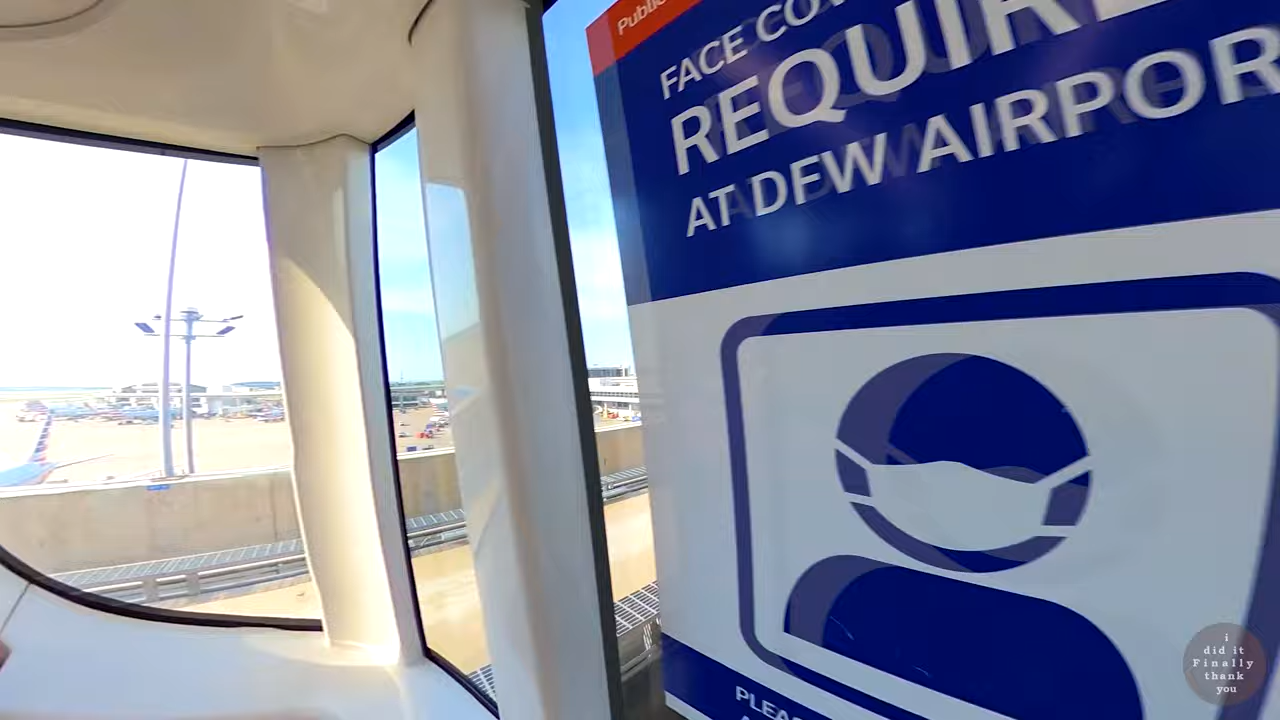 Public
FACE CO
REQUIRE
AT DFW AIRPOR
PLEA
i
did it
Finally
thank
you